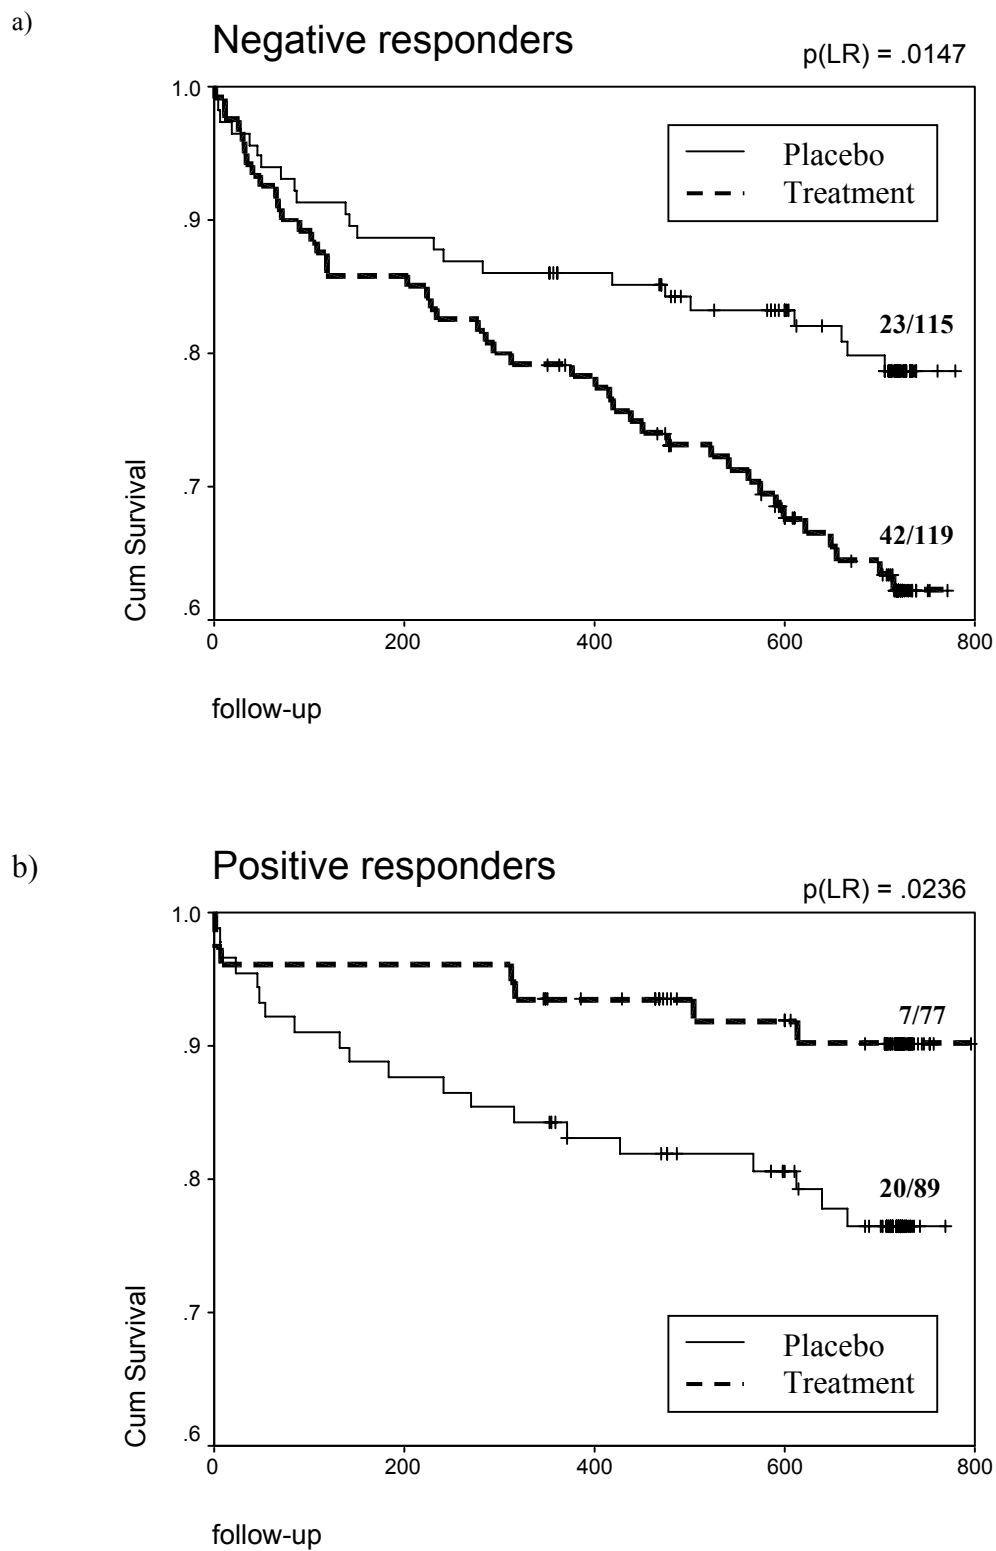 a)
Negative responders
p(LR) = .0147
1.0
Placebo
Treatment
.9
23/115
.8
.7
42/119
.6
Cum Survival
0 200 400 600 800
follow-up
b)
Positive responders
p(LR) = .0236
1.0
7/77
.9
.8
20/89
.7
Placebo
Treatment
.6
Cum Survival
0 200 400 600 800
follow-up